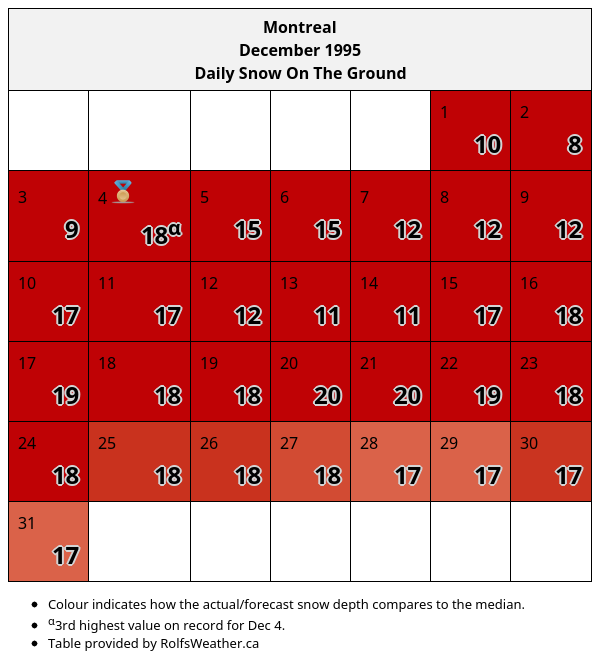 Montreal
December 1995
Daily Snow On The Ground
1 2
10 8
3 4 5 6 7 8 9
9 18α 15 15 12 12 12
10 11 12 13 14 15 16
17 17 12 11 11 17 18
17 18 19 20 21 22 23
19 18 18 20 20 19 18
24 25 26 27 28 29 30
18 18 18 18 17 17 17
31
17
• Colour indicates how the actual/forecast snow depth compares to the median.
• α3rd highest value on record for Dec 4.
• Table provided by RolfsWeather.ca